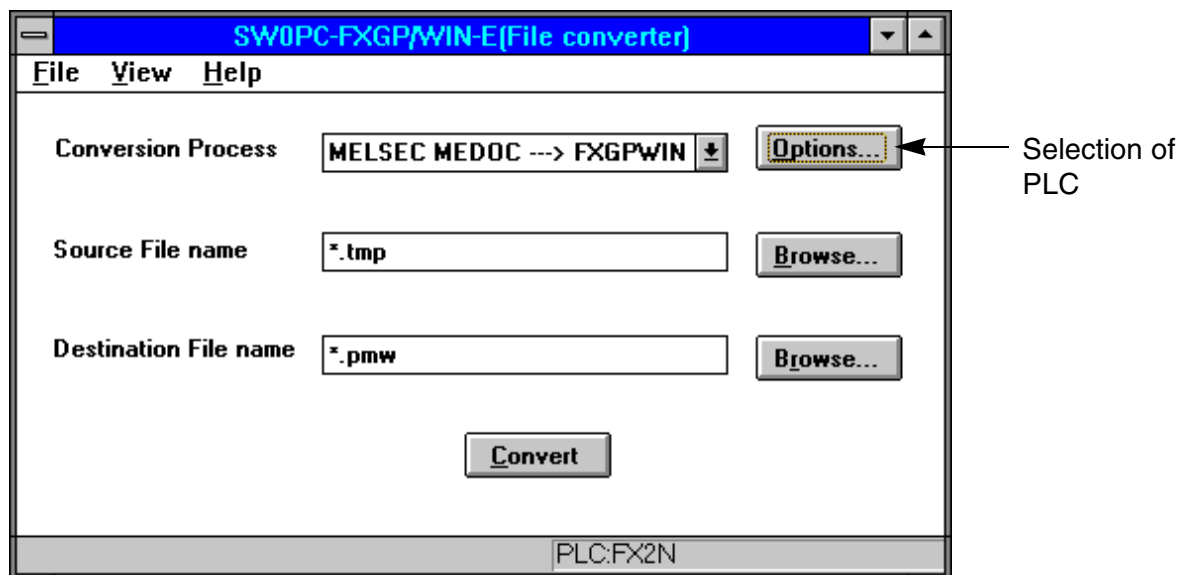 SW0PC-FXGP/WIN-E(File converter)
File View Help
Conversion Process
MELSEC MEDOC ---> FXGPWIN
Options...
Selection of
PLC
Source File name
*.tmp
Browse...
Destination File name
*.pmw
Browse...
Convert
PLC:FX2N